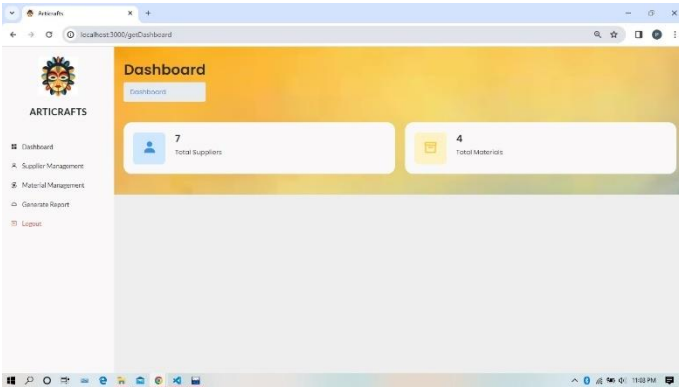 Articrafts
localhost:3000/getDashboard
ARTICRAFTS
Dashboard
Supplier Management
Material Management
Generate Report
Logout
Dashboard
Dashboard
7
Total Suppliers
4
Total Materials
11:03 PM